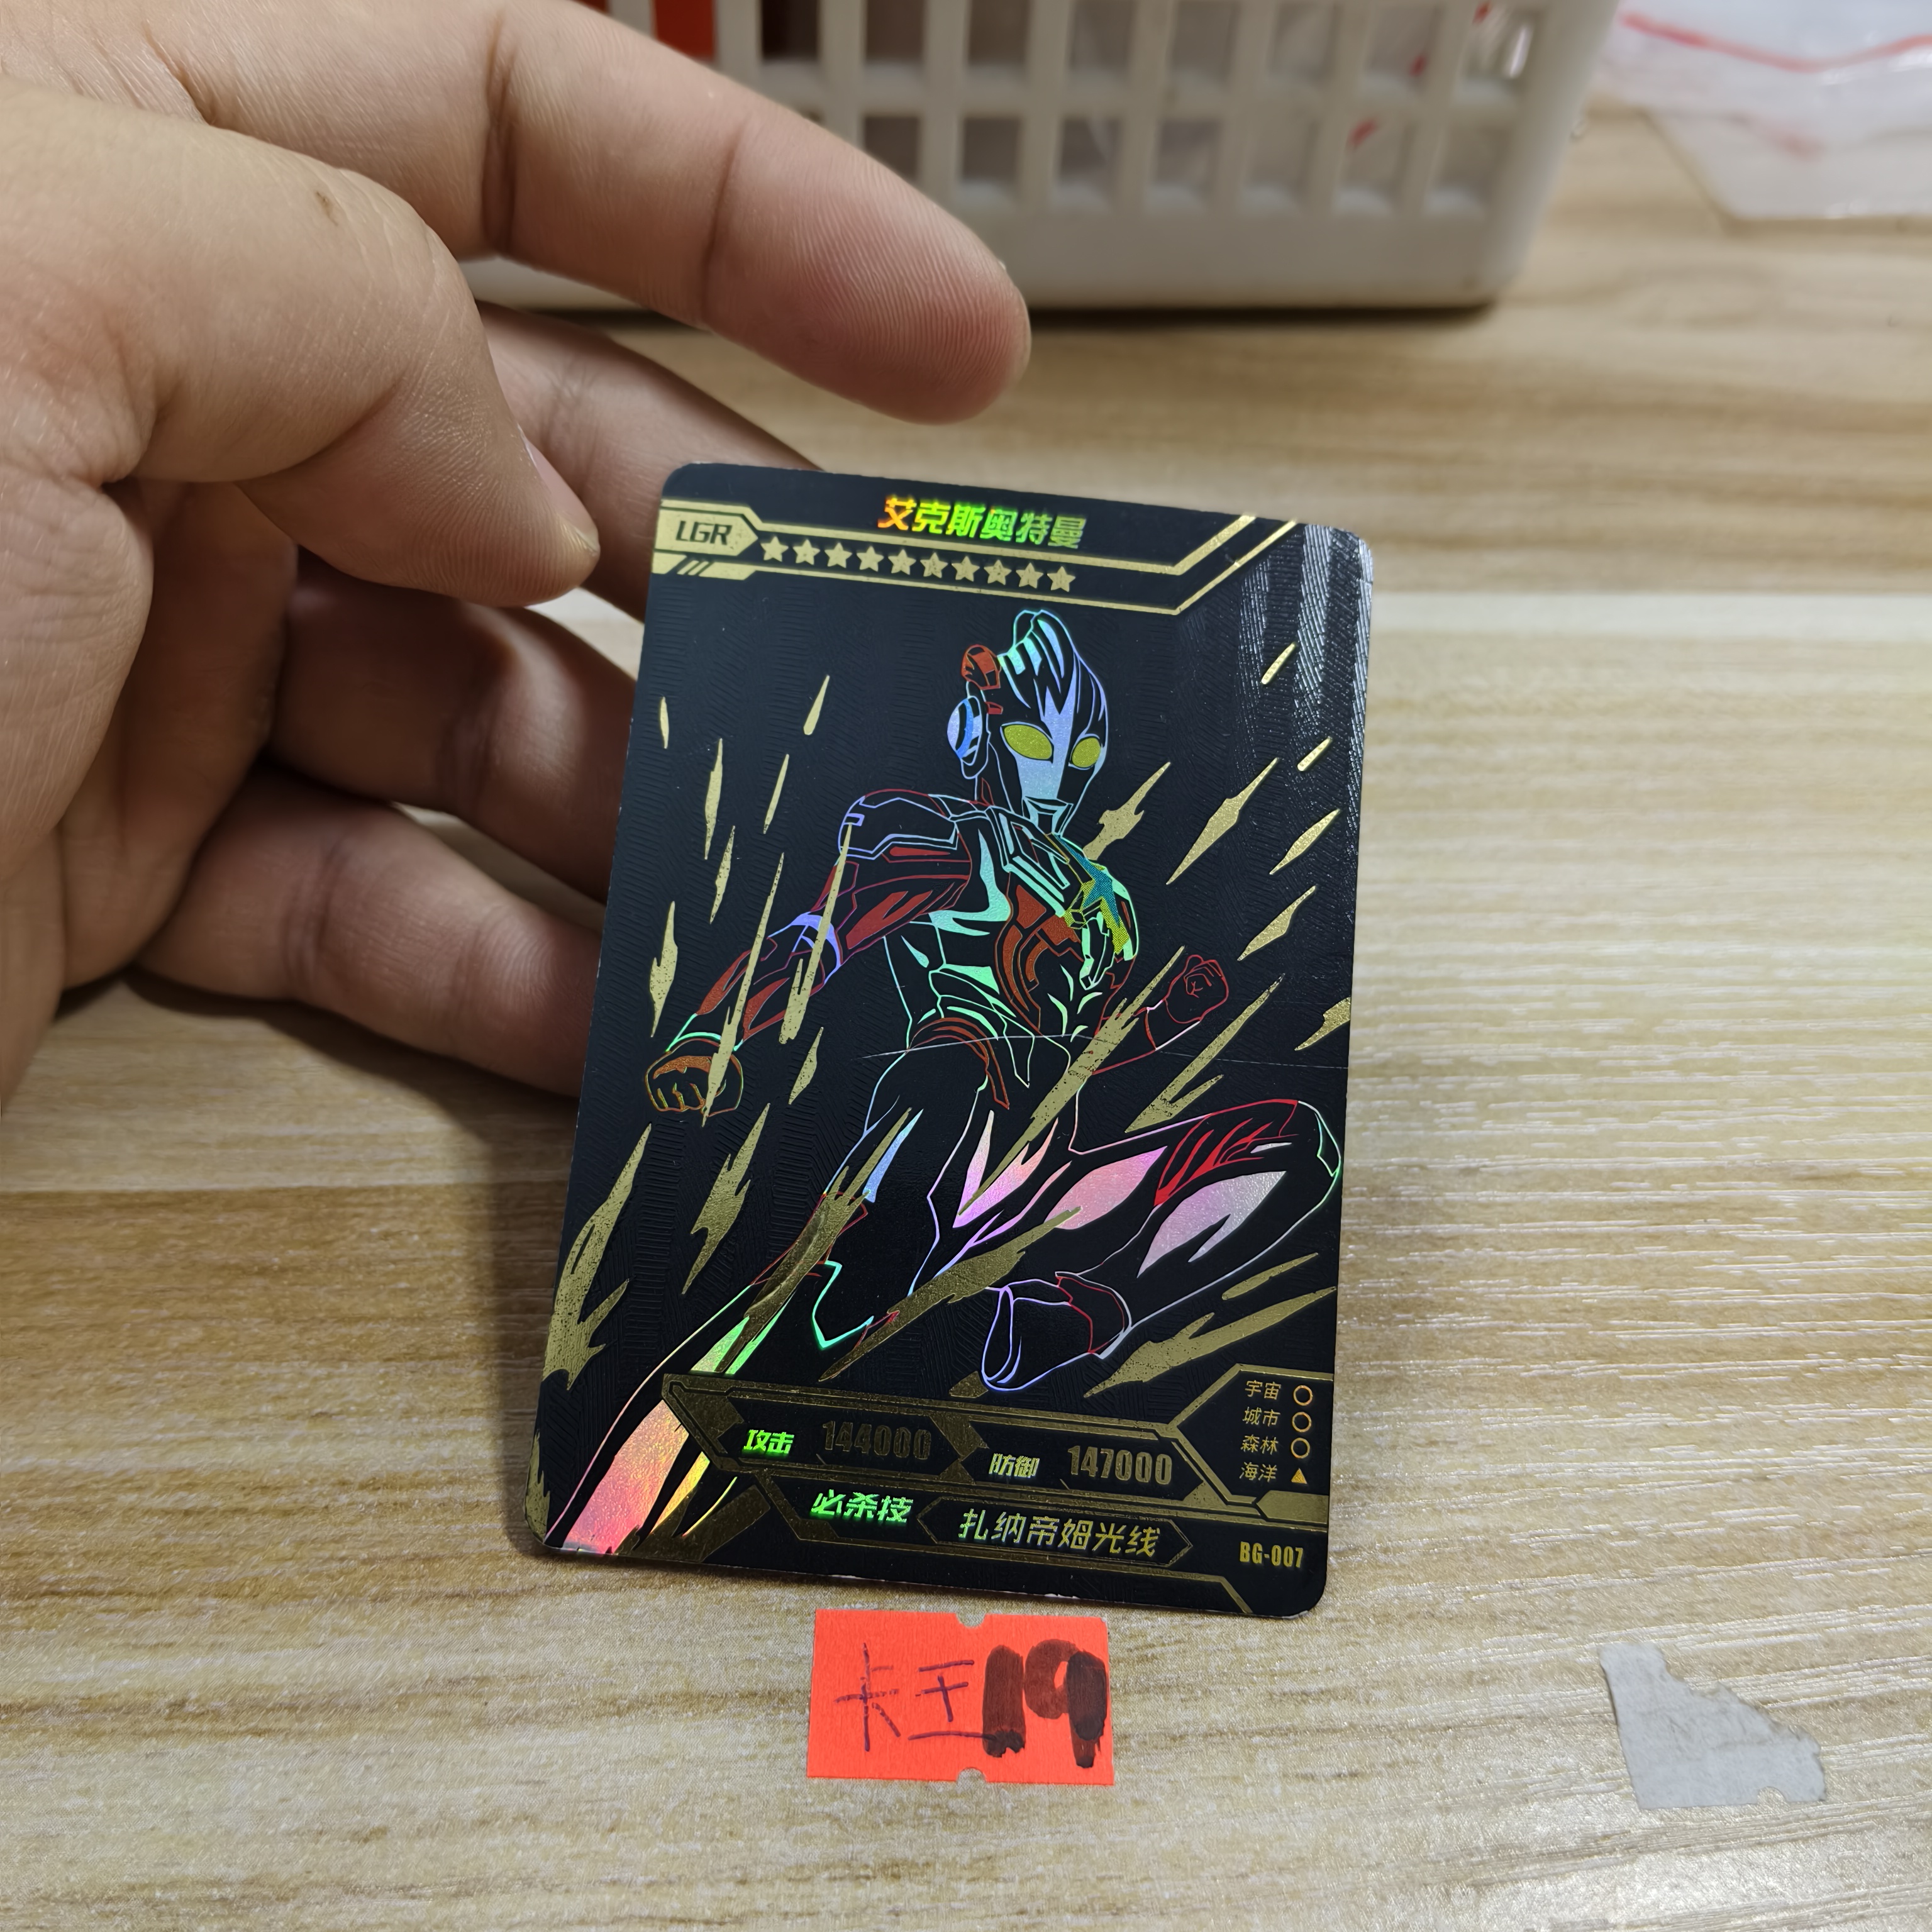 艾克斯奥特曼
LGR
宇宙
城市
森林
海洋
攻击 144000 防御 147000
必杀技 扎纳帝姆光线
BG-007
卡王19